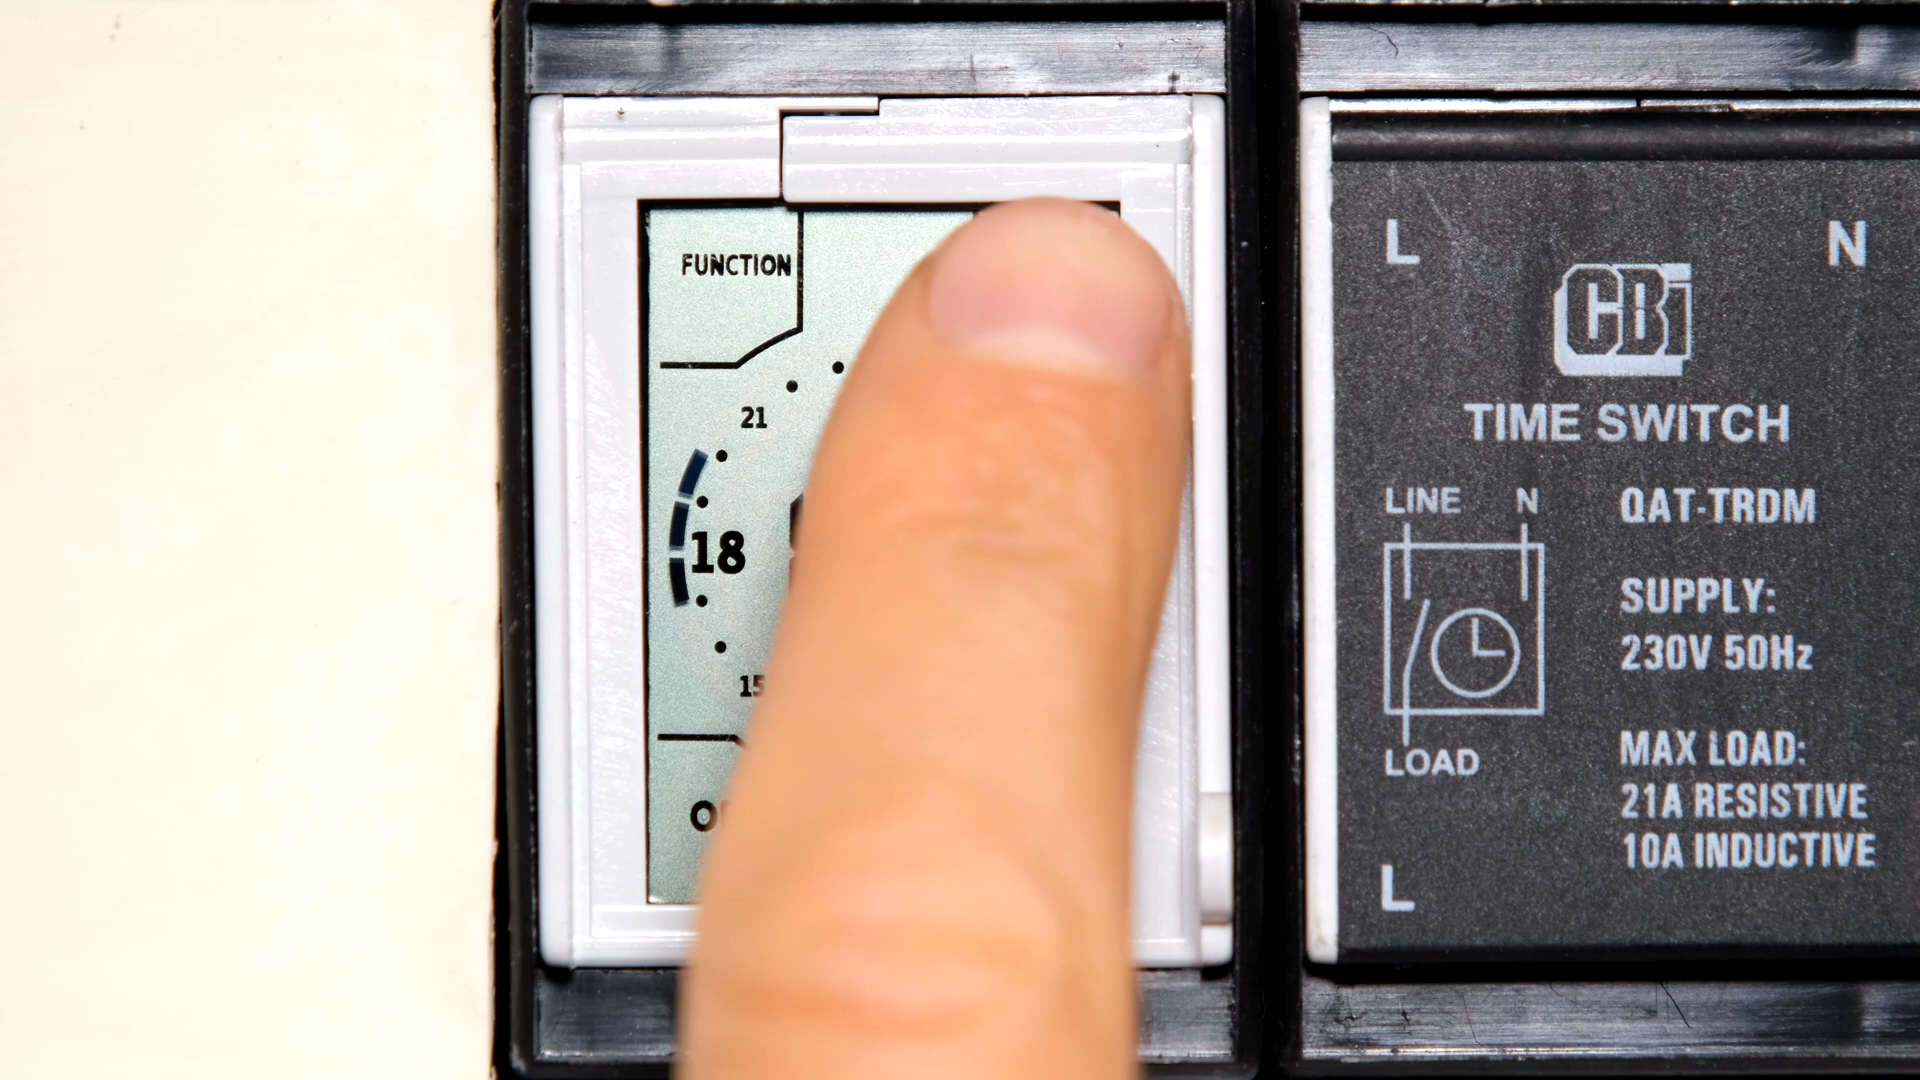 FUNCTION
21
18
15
L
N
CBi
TIME SWITCH
LINE
N
QAT-TRDM
SUPPLY:
230V 50Hz
LOAD
MAX LOAD:
21A RESISTIVE
10A INDUCTIVE
L